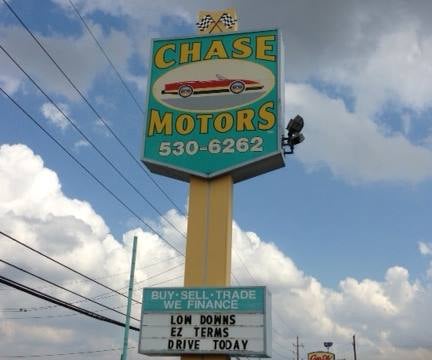 CHASE
MOTORS
530-6262
BUY·SELL·TRADE
WE FINANCE
LOW DOWNS
EZ TERMS
DRIVE TODAY